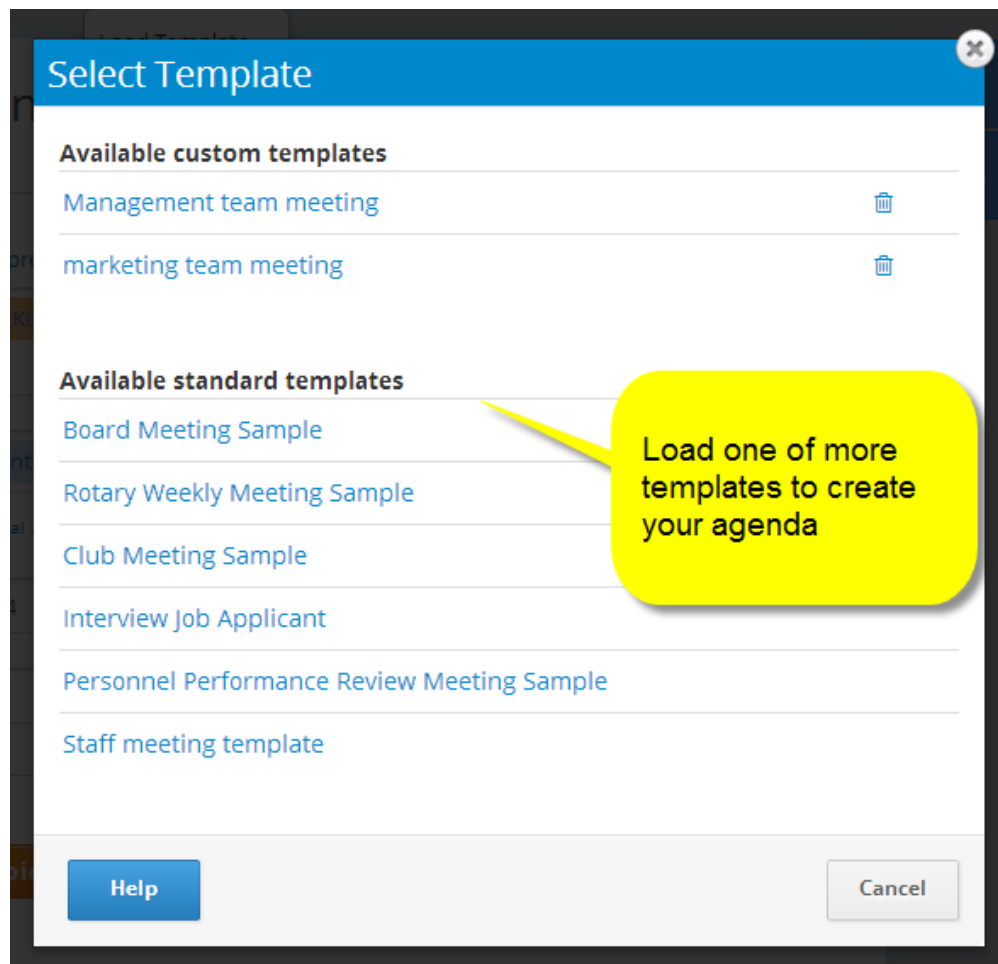 Load Template
Select Template
Available custom templates
Management team meeting
marketing team meeting
Available standard templates
Board Meeting Sample
Rotary Weekly Meeting Sample
Club Meeting Sample
Interview Job Applicant
Personnel Performance Review Meeting Sample
Staff meeting template
Load one of more
templates to create
your agenda
Help
Cancel